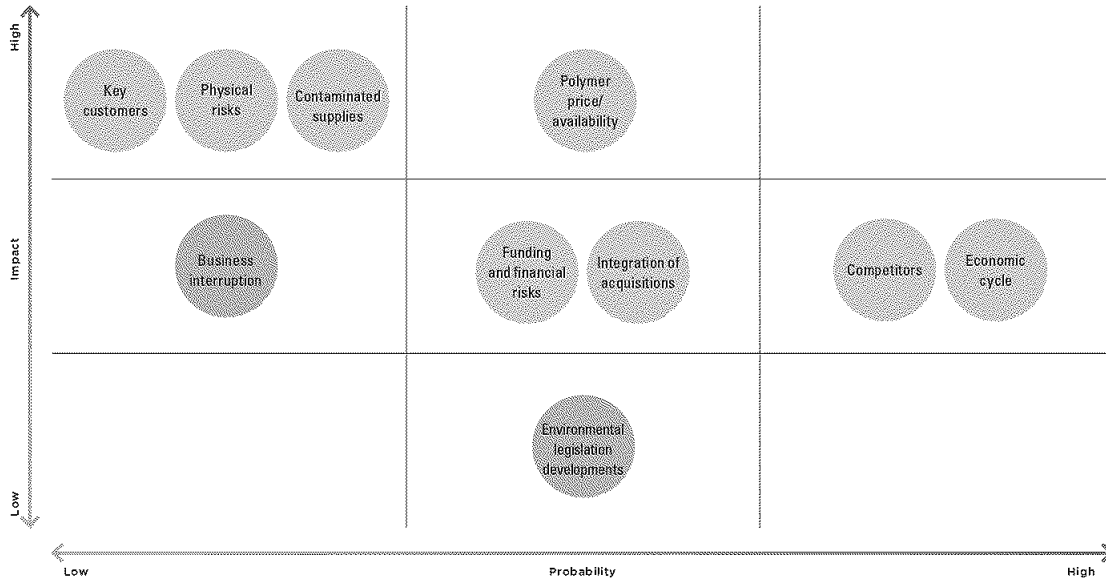 High
Key
customers
Physical
risks
Contaminated
supplies
Polymer
price/
availability
Impact
Business
interruption
Funding
and financial
risks
Integration of
acquisitions
Competitors
Economic
cycle
Environmental
legislation
developments
Low
Low
Probability
High